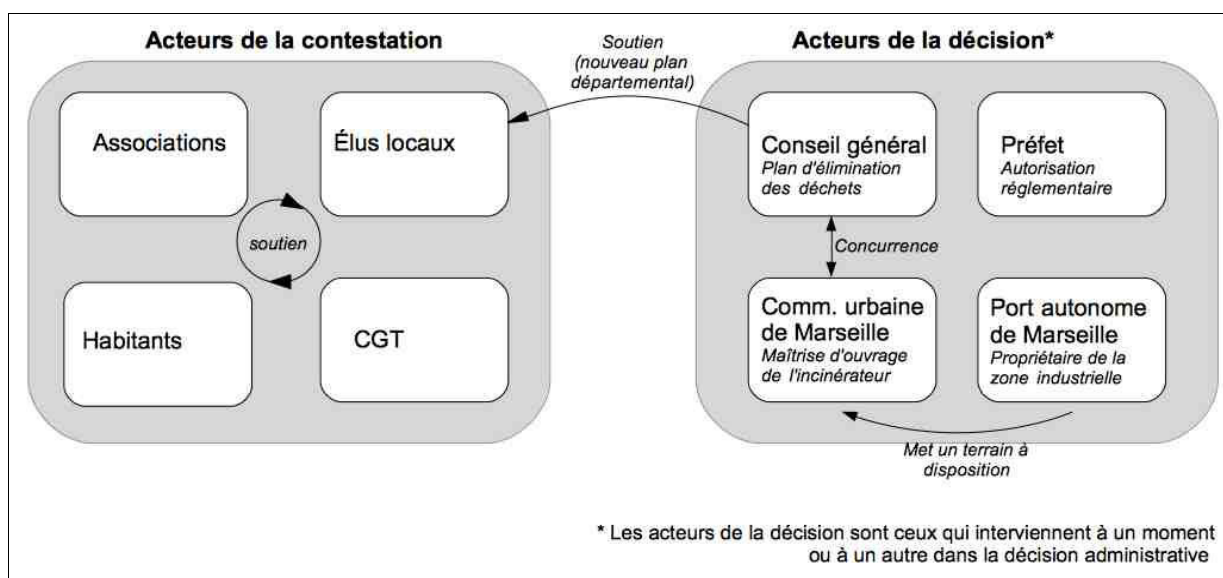 Acteurs de la contestation
Associations
Élus locaux
soutien
Habitants
CGT
Soutien
(nouveau plan
départemental)
Acteurs de la décision*
Conseil général
Plan d'élimination
des déchets
Préfet
Autorisation
réglementaire
Concurrence
Comm. urbaine
de Marseille
Maîtrise d'ouvrage
de l'incinérateur
Port autonome
de Marseille
Propriétaire de la
zone industrielle
Met un terrain à
disposition
* Les acteurs de la décision sont ceux qui interviennent à un moment
ou à un autre dans la décision administrative